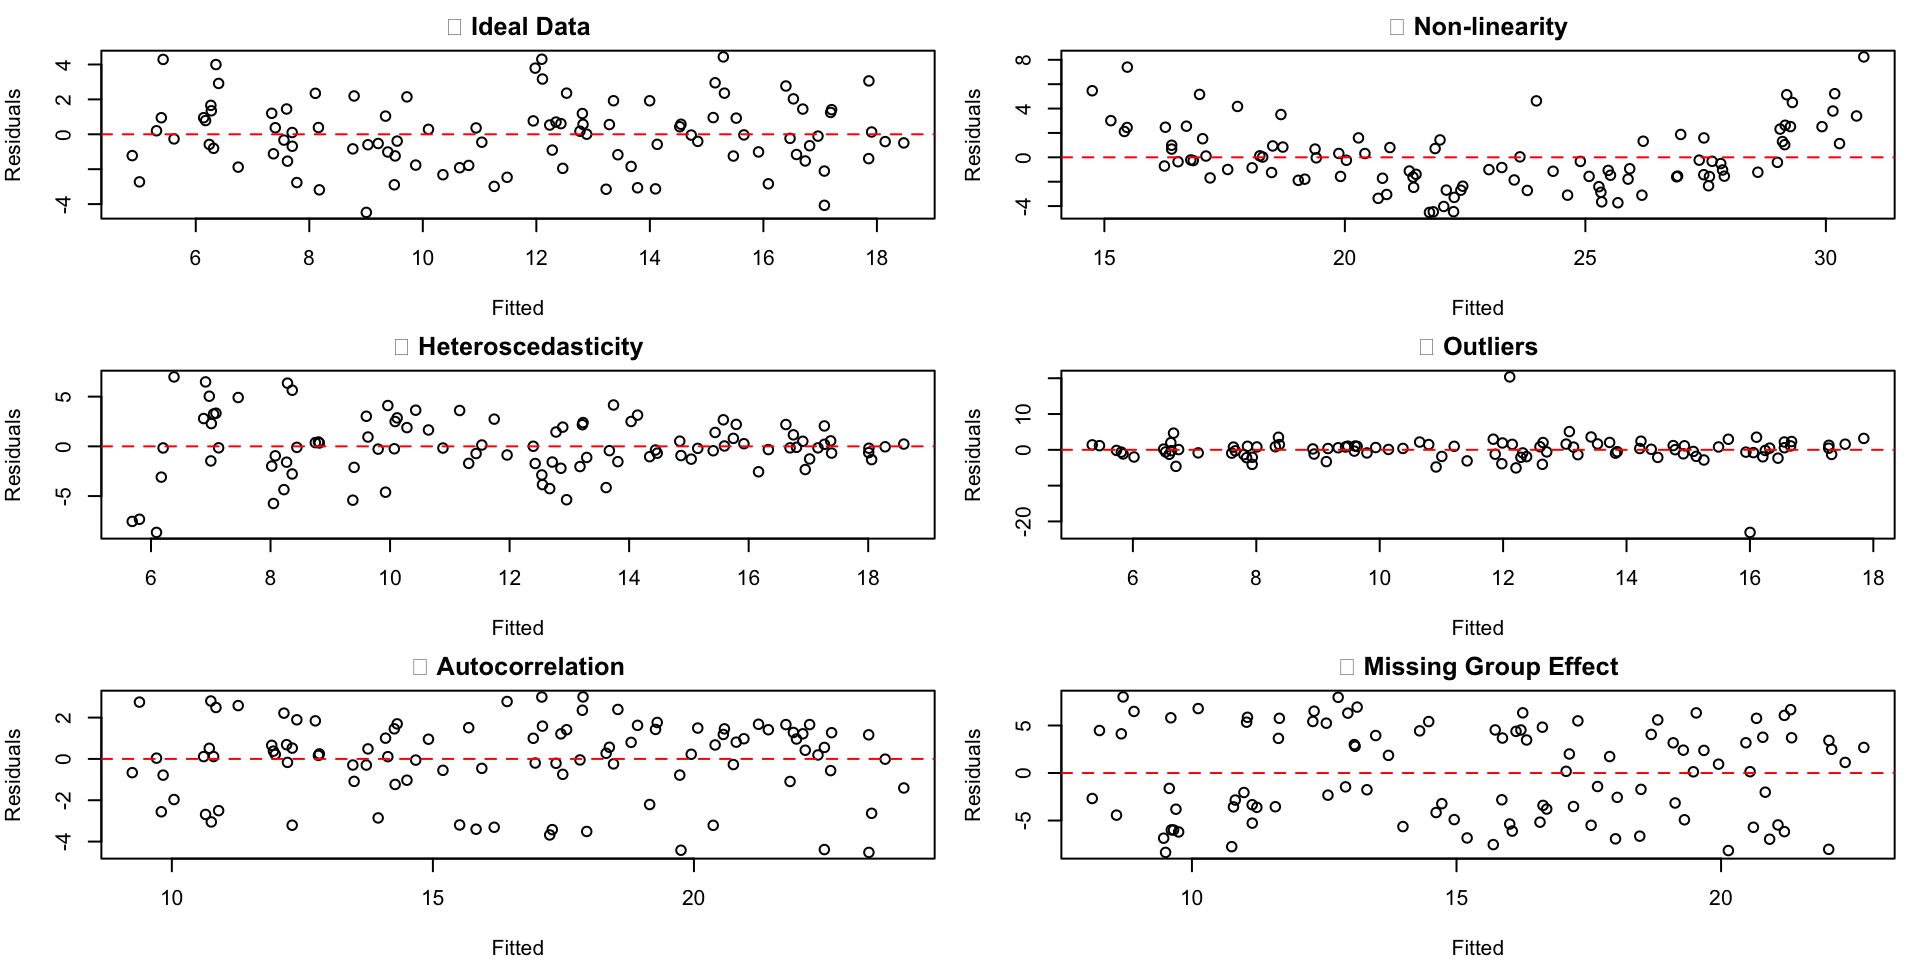 Ideal Data
Residuals
4
2
0
-4
6 8 10 12 14 16 18
Fitted
Non-linearity
Residuals
8
4
0
-4
15 20 25 30
Fitted
Heteroscedasticity
Residuals
5
0
-5
6 8 10 12 14 16 18
Fitted
Outliers
Residuals
10
0
-20
6 8 10 12 14 16 18
Fitted
Autocorrelation
Residuals
2
0
-2
-4
10 15 20
Fitted
Missing Group Effect
Residuals
5
0
-5
10 15 20
Fitted